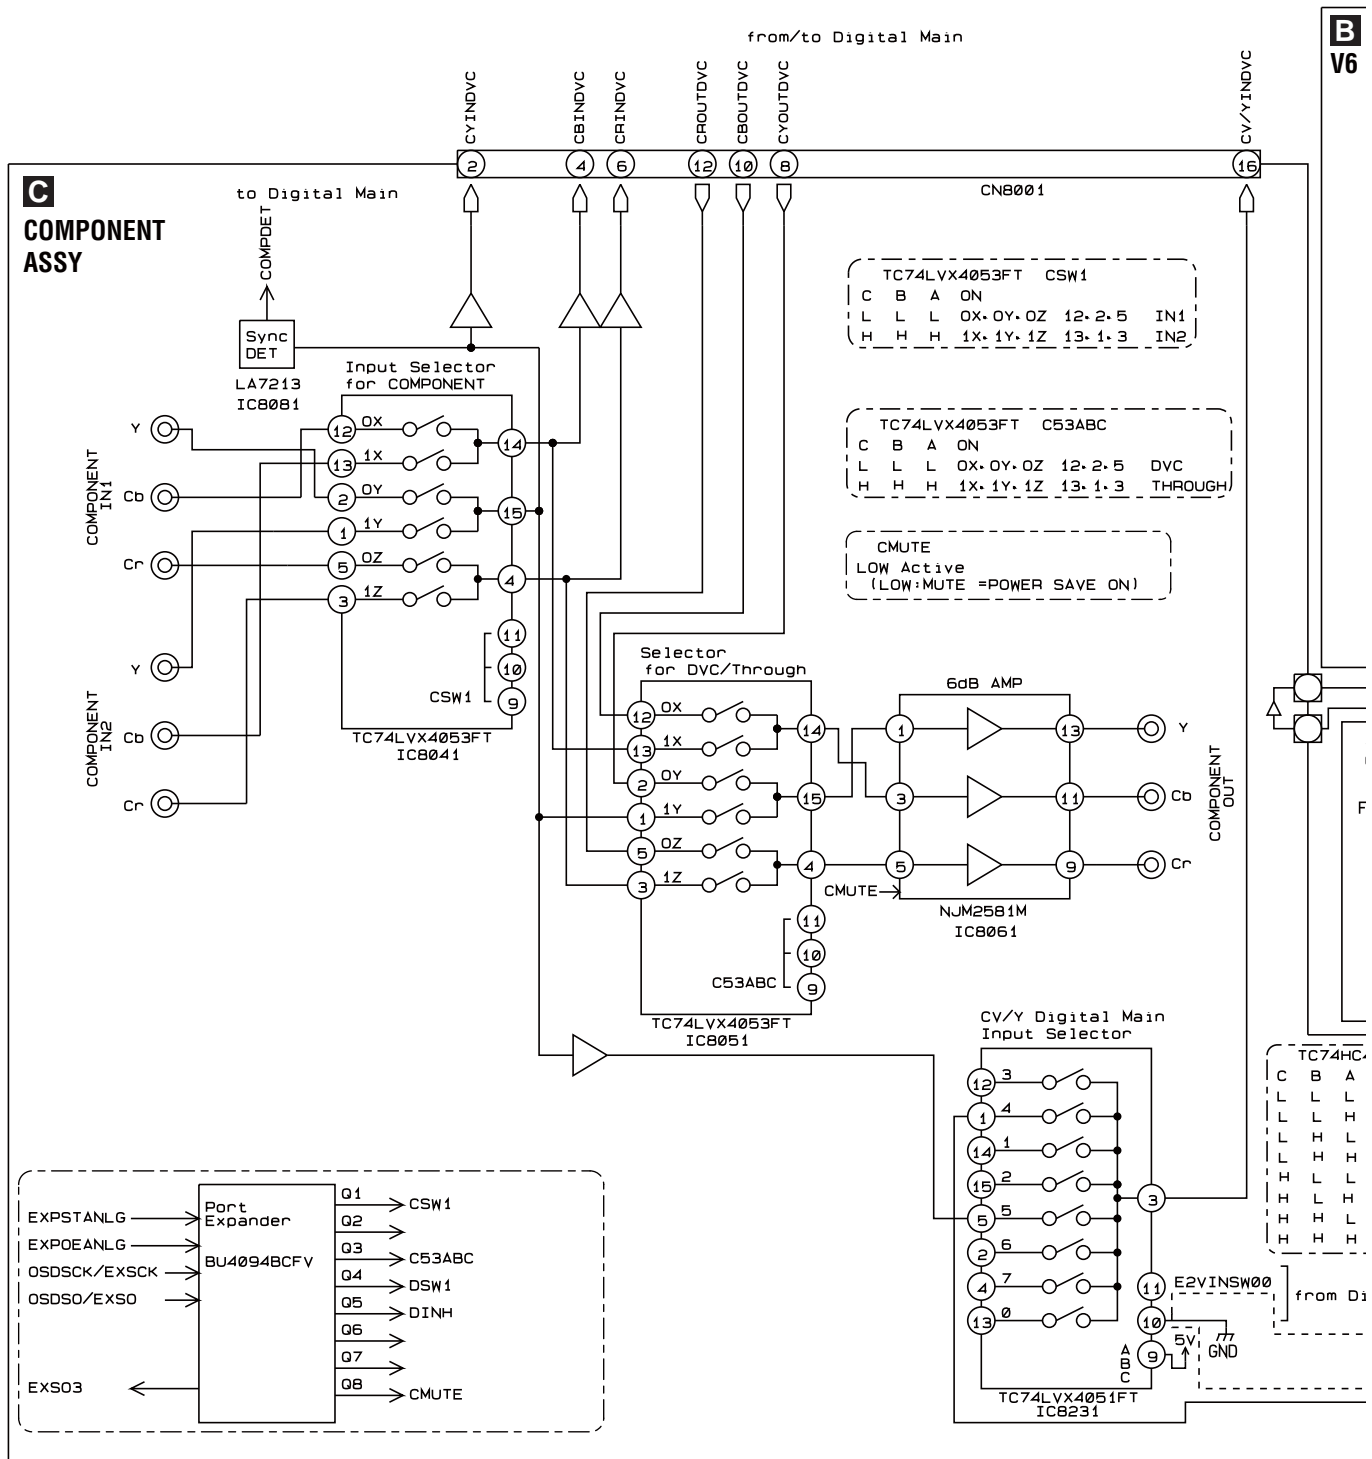 from/to Digital Main
CYINDVC
CBINDVC
CRINDVC
CROUTDVC
CBOUTDVC
CYOUTDVC
CV/YINDVC
2
4
6
12
10
8
16
CN8001
B
V6
C
COMPONENT
ASSY
to Digital Main
COMPDET
Sync
DET
LA7213
IC8081
TC74LVX4053FT CSW1
C B A ON
L L L 0X. 0Y. 0Z 12. 2. 5 IN1
H H H 1X. 1Y. 1Z 13. 1. 3 IN2
TC74LVX4053FT C53ABC
C B A ON
L L L 0X. 0Y. 0Z 12. 2. 5 DVC
H H H 1X. 1Y. 1Z 13. 1. 3 THROUGH
CMUTE
LOW Active
(LOW:MUTE =POWER SAVE ON)
Input Selector
for COMPONENT
COMPONENT
IN1
Y
Cb
Cr
COMPONENT
IN2
Y
Cb
Cr
12 0X
13 1X
2 0Y
1 1Y
5 0Z
3 1Z
14
15
4
11
10
9
CSW1
TC74LVX4053FT
IC8041
Selector
for DVC/Through
12 0X
13 1X
2 0Y
1 1Y
5 0Z
3 1Z
14
15
4
11
10
9
C53ABC
TC74LVX4053FT
IC8051
6dB AMP
1
3
5
13
11
9
CMUTE
NJM2581M
IC8061
Y
Cb
Cr
COMPONENT
OUT
F
CV/Y Digital Main
Input Selector
12 3
1 4
14 1
15 2
5 5
2 6
4 7
13 0
3
11
10
9
A
B
C
E2VINSW00
5V
GND
from Di
TC74LVX4051FT
IC8231
TC74HC4
C B A
L L L
L L H
L H L
L H H
H L L
H L H
H H L
H H H
EXPSTANLG
EXPOEANLG
OSDSCK/EXSCK
OSDSO/EXSO
EXSO3
Port
Expander
BU4094BCFV
Q1 CSW1
Q2
Q3 C53ABC
Q4 DSW1
Q5 DINH
Q6
Q7
Q8 CMUTE